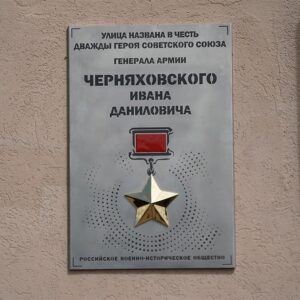 УЛИЦА НАЗВАНА В ЧЕСТЬ
ДВАЖДЫ ГЕРОЯ СОВЕТСКОГО СОЮЗА
ГЕНЕРАЛА АРМИИ
ЧЕРНЯХОВСКОГО
ИВАНА
ДАНИЛОВИЧА
РОССИЙСКОЕ ВОЕННО-ИСТОРИЧЕСКОЕ ОБЩЕСТВО